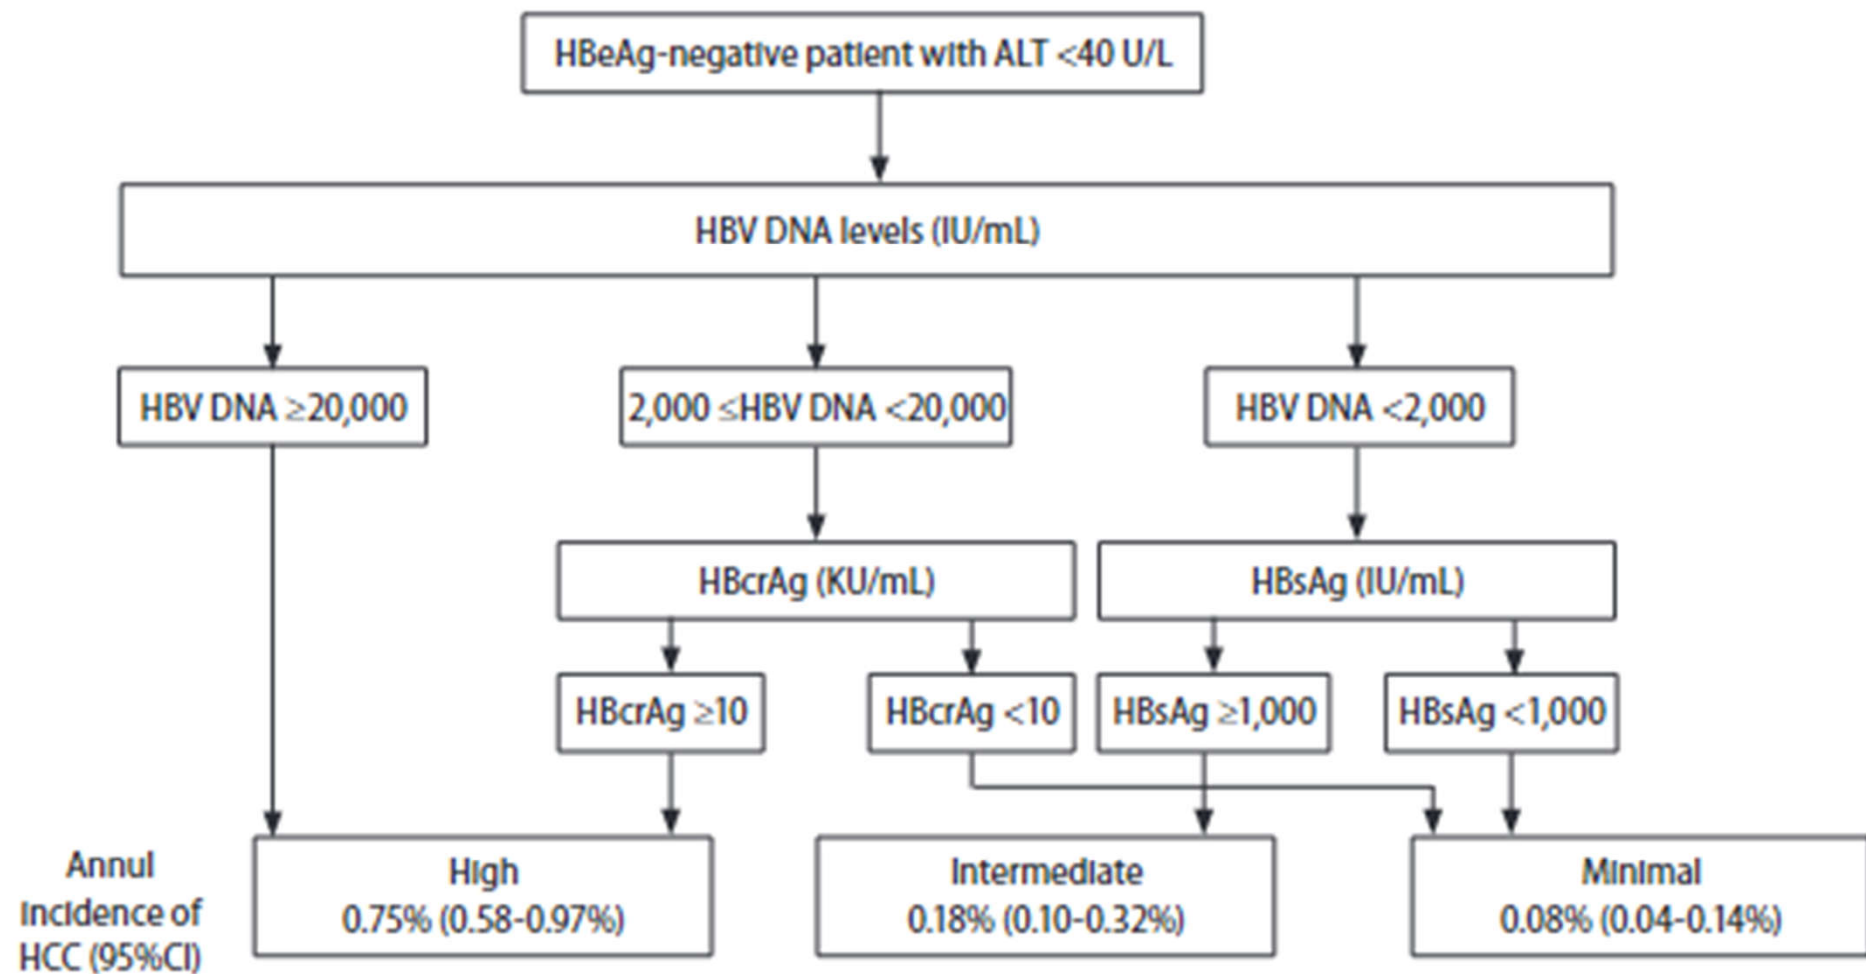 HBeAg-negative patient with ALT <40 U/L
HBV DNA levels (IU/mL)
HBV DNA ≥20,000
2,000 ≤HBV DNA <20,000
HBV DNA <2,000
HBcrAg (KU/mL)
HBsAg (IU/mL)
HBcrAg ≥10
HBcrAg <10
HBsAg ≥1,000
HBsAg <1,000
Annul
incidence of
HCC (95%CI)
High
0.75% (0.58-0.97%)
Intermediate
0.18% (0.10-0.32%)
Minimal
0.08% (0.04-0.14%)